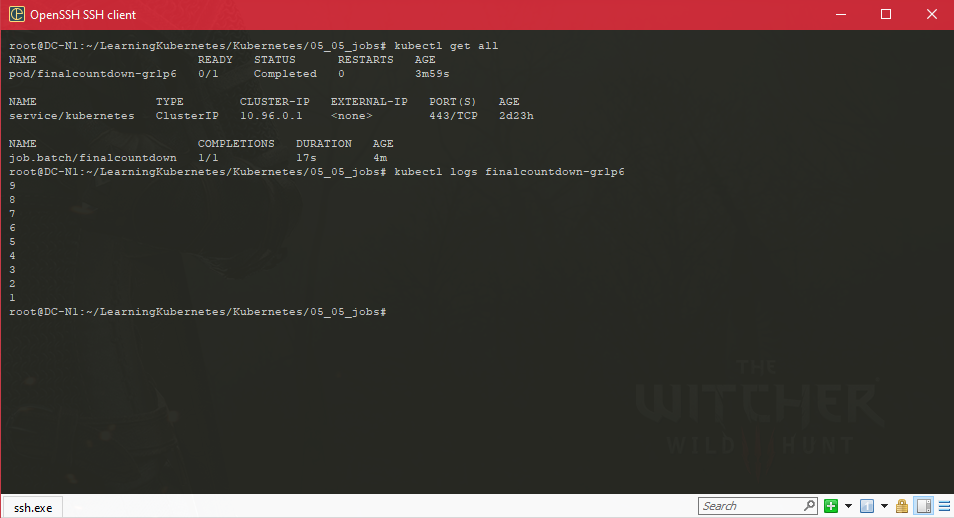 OpenSSH SSH client
root@DC-N1:~/LearningKubernetes/Kubernetes/05_05_jobs# kubectl get all
NAME READY STATUS RESTARTS AGE
pod/finalcountdown-grlp6 0/1 Completed 0 3m59s
NAME TYPE CLUSTER-IP EXTERNAL-IP PORT(S) AGE
service/kubernetes ClusterIP 10.96.0.1 <none> 443/TCP 2d23h
NAME COMPLETIONS DURATION AGE
job.batch/finalcountdown 1/1 17s 4m
root@DC-N1:~/LearningKubernetes/Kubernetes/05_05_jobs# kubectl logs finalcountdown-grlp6
9
8
7
6
5
4
3
2
1
root@DC-N1:~/LearningKubernetes/Kubernetes/05_05_jobs#
THE
WITCHER
WILD HUNT
ssh.exe
Search